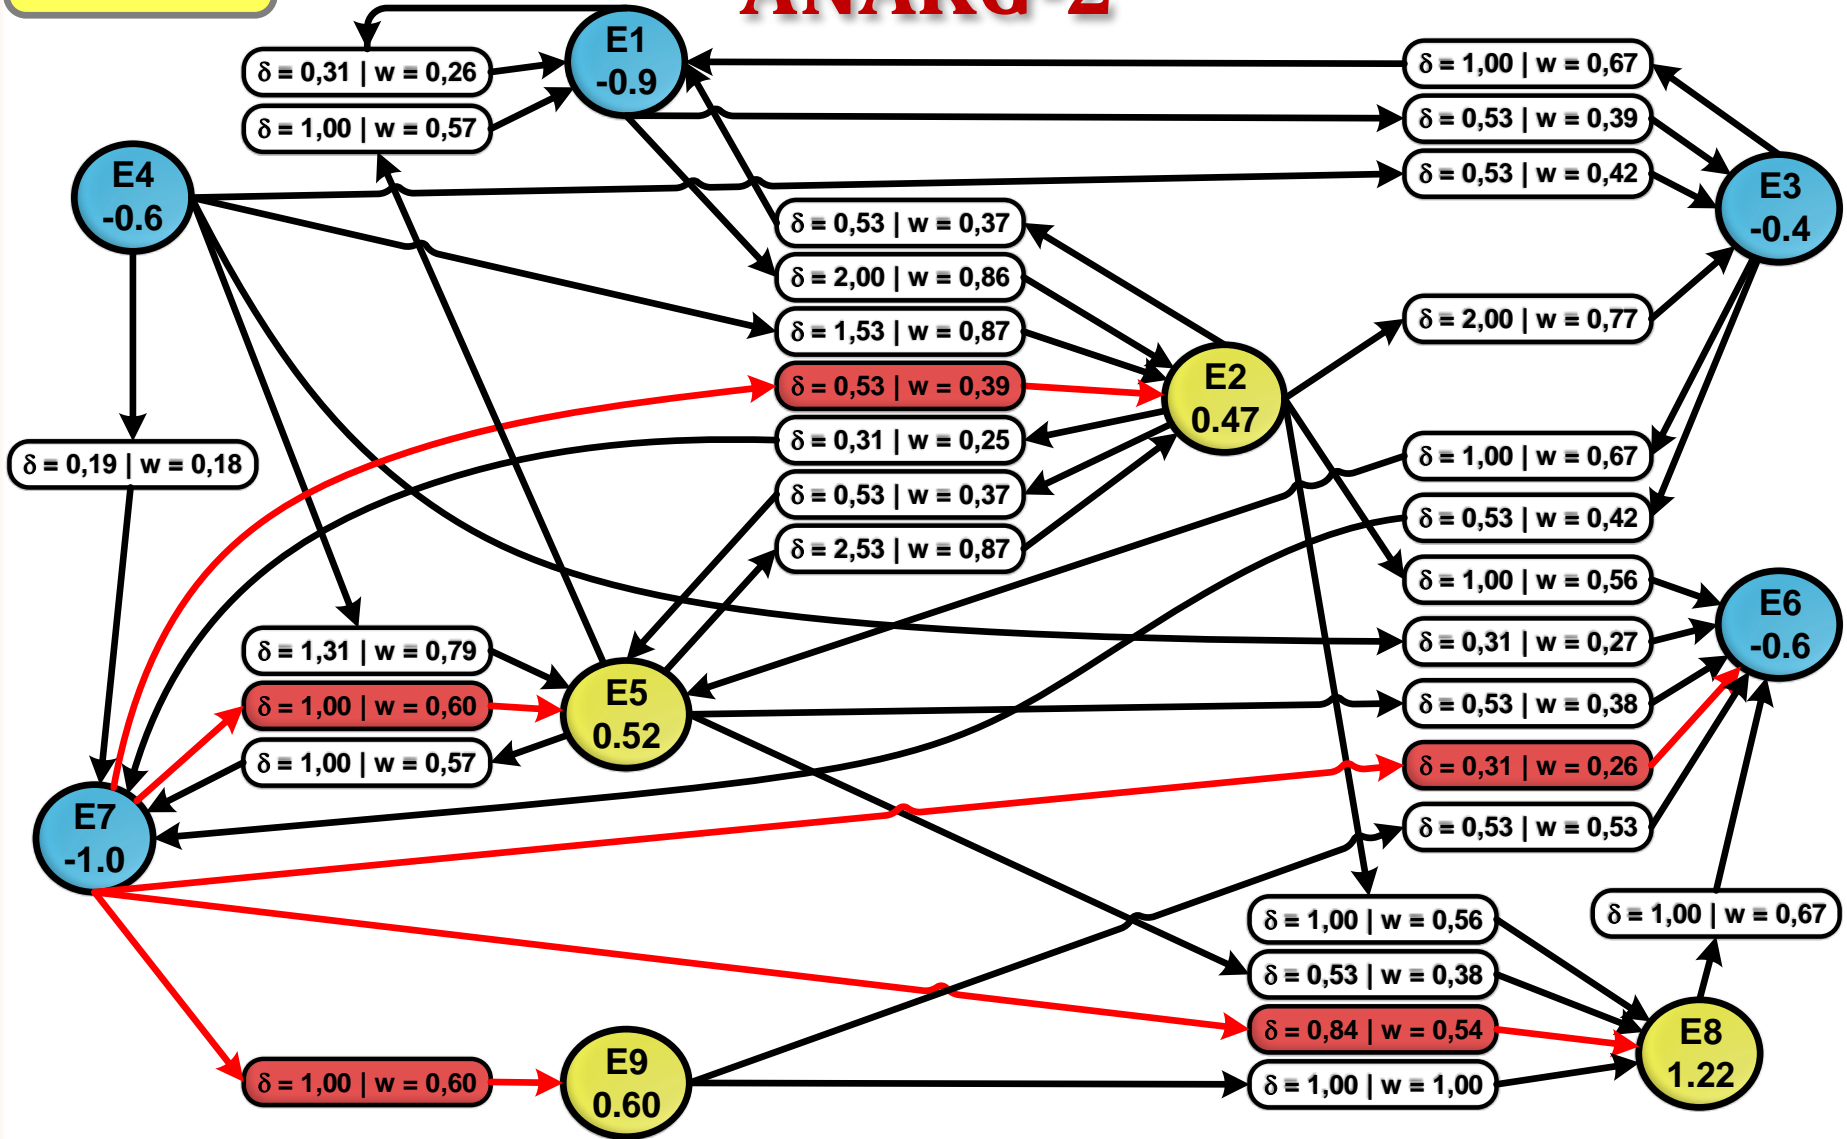 ANAKG-2
E1
-0.9
δ = 0,31 | w = 0,26
δ = 1,00 | w = 0,57
δ = 1,00 | w = 0,67
δ = 0,53 | w = 0,39
δ = 0,53 | w = 0,42
E4
-0.6
E3
-0.4
δ = 0,53 | w = 0,37
δ = 2,00 | w = 0,86
δ = 1,53 | w = 0,87
δ = 0,53 | w = 0,39
δ = 0,31 | w = 0,25
δ = 0,53 | w = 0,37
δ = 2,53 | w = 0,87
E2
0.47
δ = 2,00 | w = 0,77
δ = 0,19 | w = 0,18
δ = 1,00 | w = 0,67
δ = 0,53 | w = 0,42
δ = 1,00 | w = 0,56
δ = 0,31 | w = 0,27
δ = 0,53 | w = 0,38
δ = 0,31 | w = 0,26
δ = 0,53 | w = 0,53
E6
-0.6
δ = 1,31 | w = 0,79
δ = 1,00 | w = 0,60
δ = 1,00 | w = 0,57
E5
0.52
E7
-1.0
δ = 1,00 | w = 0,56
δ = 0,53 | w = 0,38
δ = 0,84 | w = 0,54
δ = 1,00 | w = 1,00
δ = 1,00 | w = 0,67
E8
1.22
δ = 1,00 | w = 0,60
E9
0.60